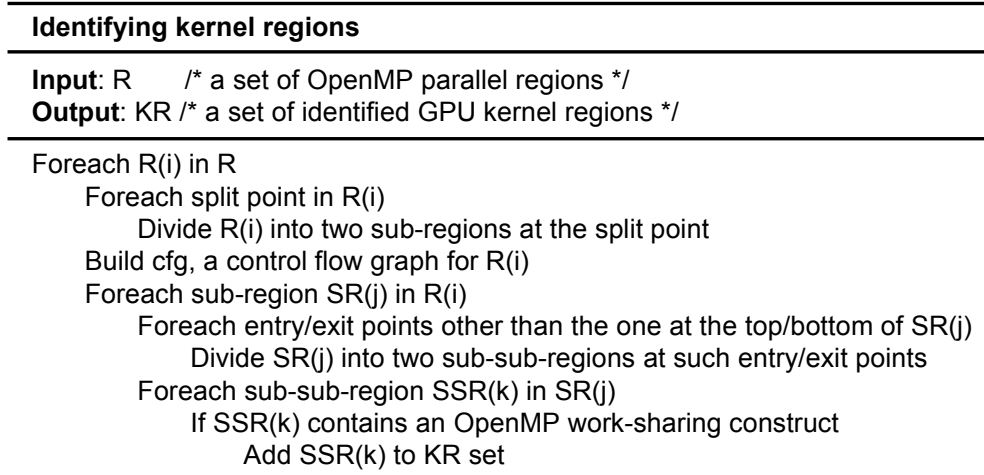 Identifying kernel regions
Input: R /* a set of OpenMP parallel regions */
Output: KR /* a set of identified GPU kernel regions */
Foreach R(i) in R
Foreach split point in R(i)
Divide R(i) into two sub-regions at the split point
Build cfg, a control flow graph for R(i)
Foreach sub-region SR(j) in R(i)
Foreach entry/exit points other than the one at the top/bottom of SR(j)
Divide SR(j) into two sub-sub-regions at such entry/exit points
Foreach sub-sub-region SSR(k) in SR(j)
If SSR(k) contains an OpenMP work-sharing construct
Add SSR(k) to KR set